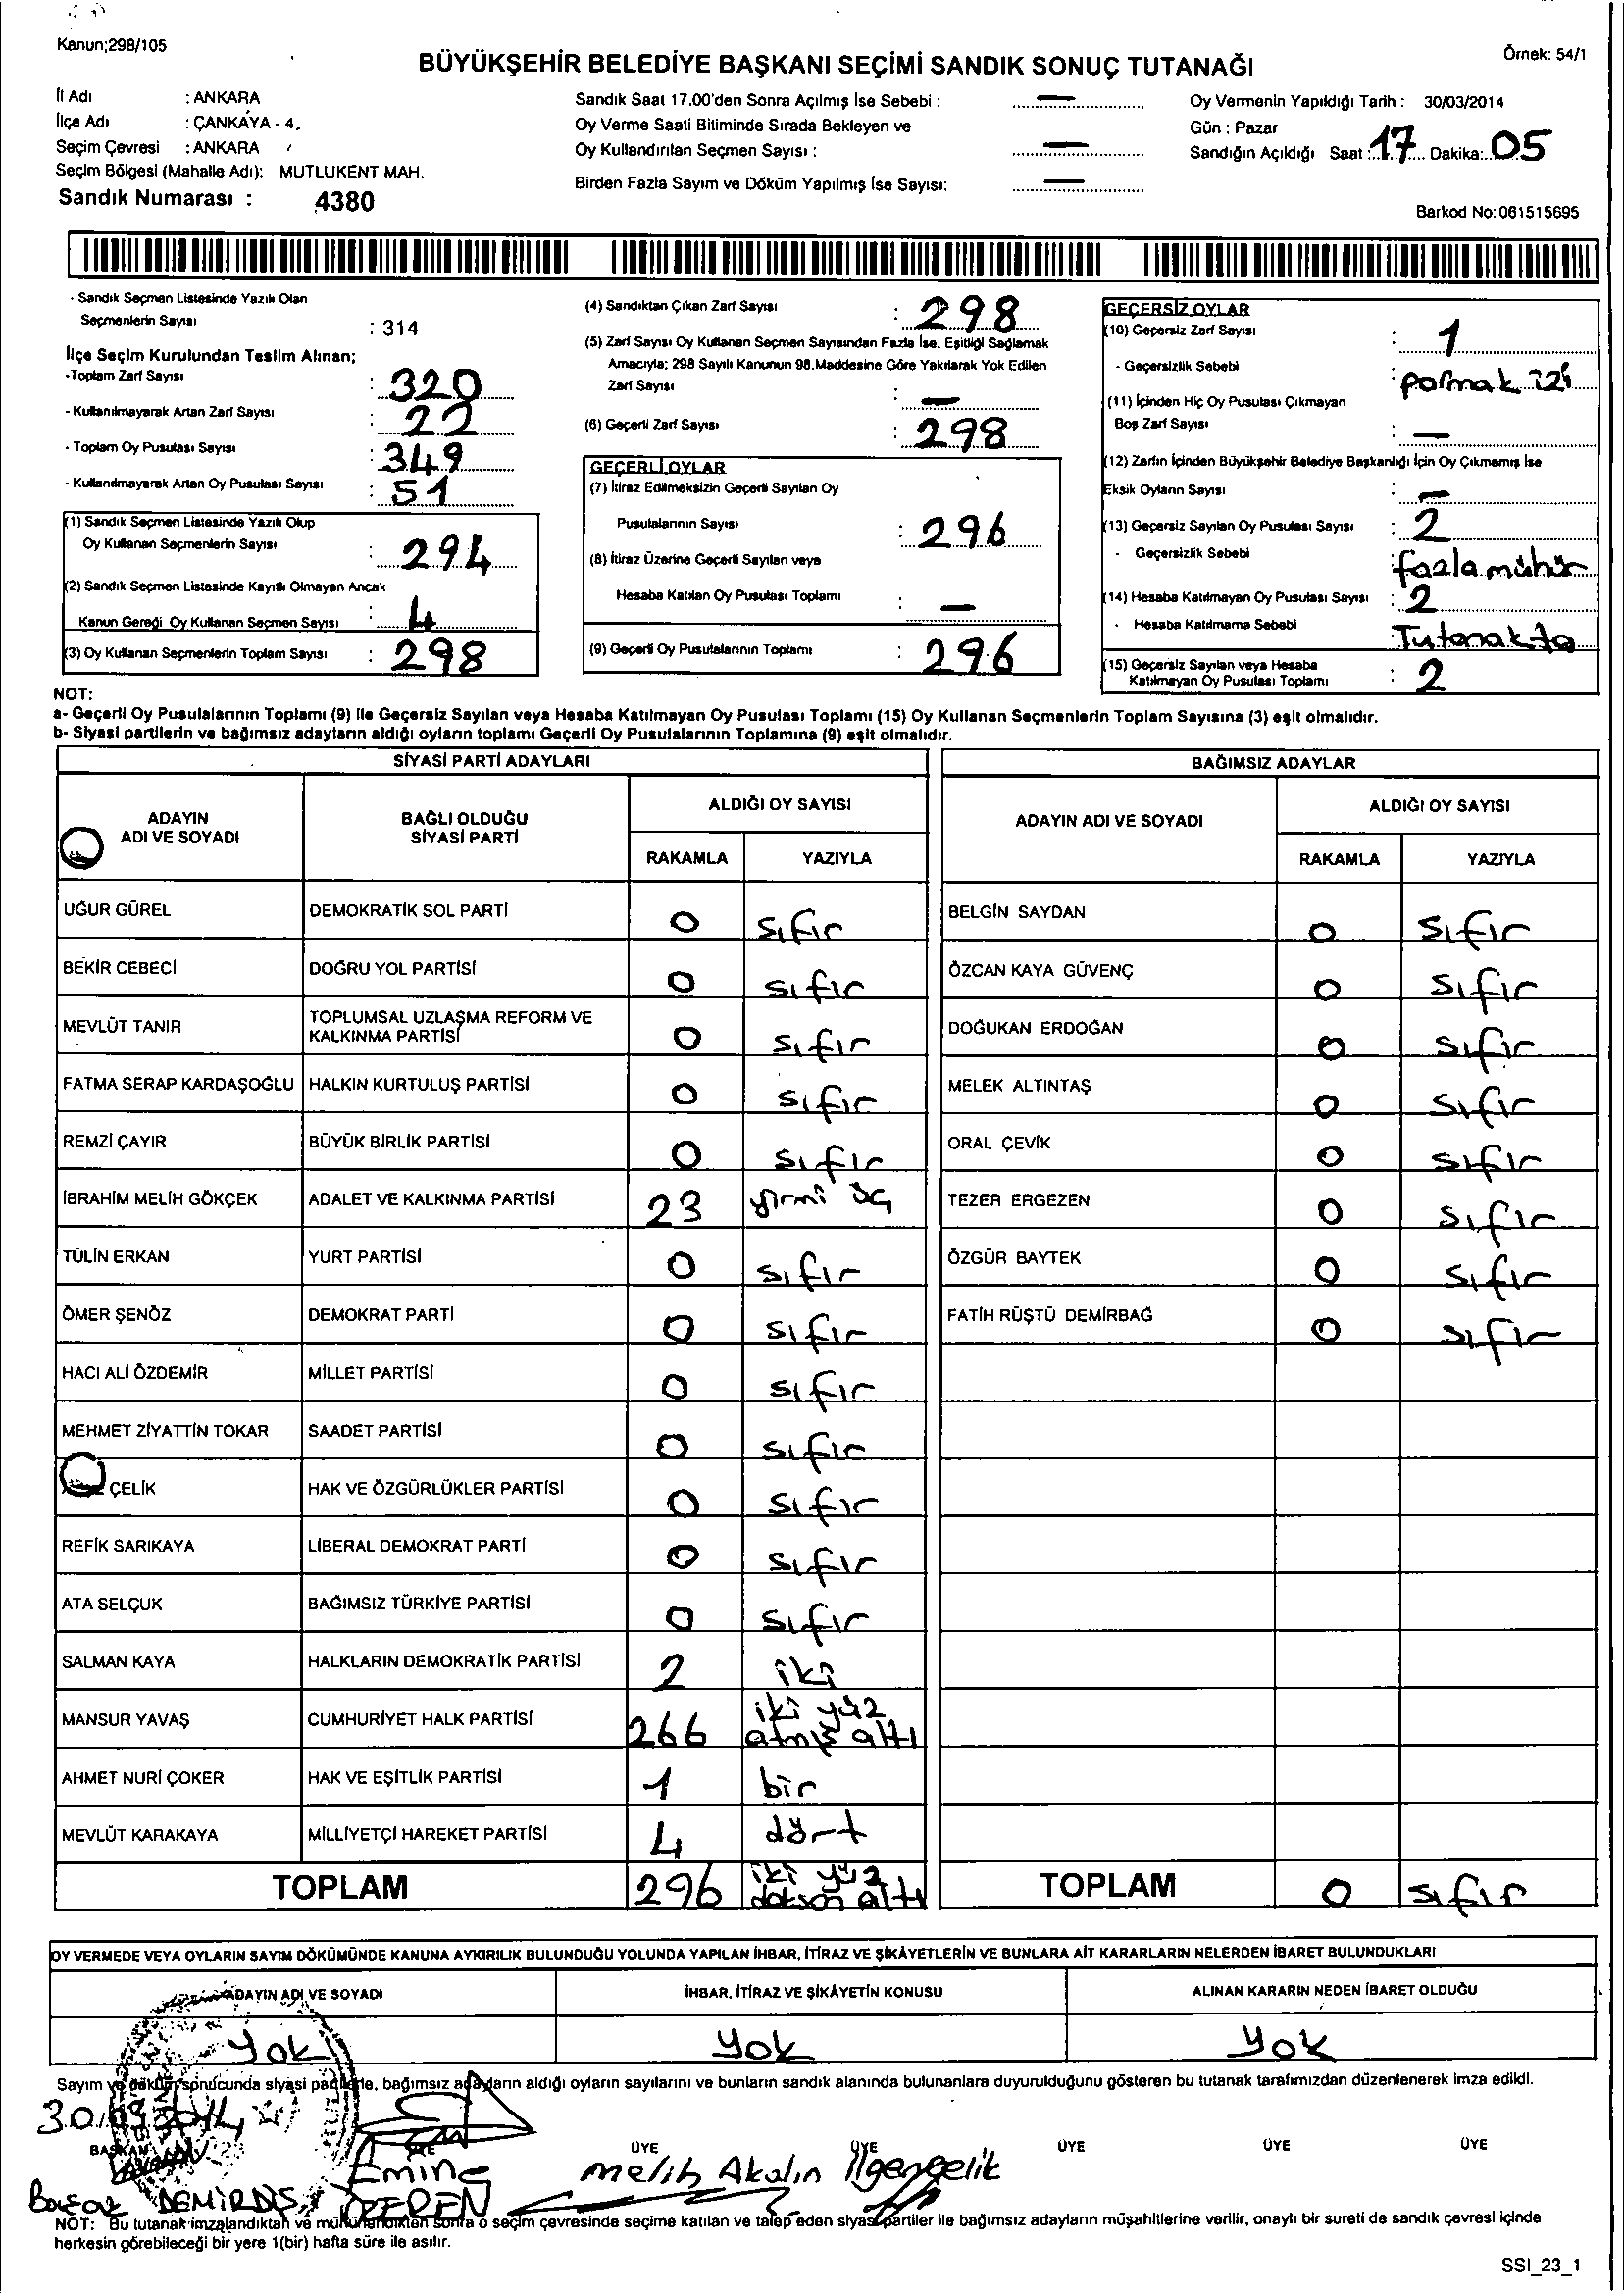 Kanun;298/105
Örnek: 54/1
BÜYÜKŞEHİR BELEDİYE BAŞKANI SEÇİMİ SANDIK SONUÇ TUTANAĞI
İl Adı : ANKARA
İlçe Adı : ÇANKAYA - 4,
Seçim Çevresi : ANKARA
Seçim Bölgesi (Mahalle Adı): MUTLUKENT MAH.
Sandık Numarası : 4380
Sandık Saat 17.00'den Sonra Açılmış İse Sebebi : —
Oy Verme Saati Bitiminde Sırada Bekleyen ve
Oy Kullandırılan Seçmen Sayısı : —
Birden Fazla Sayım ve Döküm Yapılmış İse Sayısı: —
Oy Vermenin Yapıldığı Tarih : 30/03/2014
Gün : Pazar
Sandığın Açıldığı Saat : 17 Dakika: 05
Barkod No: 061515695
- Sandık Seçmen Listesinde Yazılı Olan
Seçmenlerin Sayısı : 314
İlçe Seçim Kurulundan Teslim Alınan;
-Toplam Zarf Sayısı : 320
- Kullanılmayarak Artan Zarf Sayısı : 22
- Toplam Oy Pusulası Sayısı : 349
- Kullanılmayarak Artan Oy Pusulası Sayısı : 51
(1) Sandık Seçmen Listesinde Yazılı Olup
Oy Kullanan Seçmenlerin Sayısı : 294
(2) Sandık Seçmen Listesinde Kayıtlı Olmayan Ancak
Kanun Gereği Oy Kullanan Seçmen Sayısı : 4
(3) Oy Kullanan Seçmenlerin Toplam Sayısı : 298
(4) Sandıktan Çıkan Zarf Sayısı : 298
(5) Zarf Sayısı Oy Kullanan Seçmen Sayısından Fazla İse, Eşitliği Sağlamak
Amacıyla; 298 Sayılı Kanunun 98.Maddesine Göre Yakılarak Yok Edilen
Zarf Sayısı : —
(6) Geçerli Zarf Sayısı : 298
GEÇERLİ OYLAR
(7) İtiraz Edilmeksizin Geçerli Sayılan Oy
Pusulalarının Sayısı : 296
(8) İtiraz Üzerine Geçerli Sayılan veya
Hesaba Katılan Oy Pusulası Toplamı : —
(9) Geçerli Oy Pusulalarının Toplamı : 296
GEÇERSİZ OYLAR
(10) Geçersiz Zarf Sayısı : 1
- Geçersizlik Sebebi : parmak izi
(11) İçinden Hiç Oy Pusulası Çıkmayan
Boş Zarf Sayısı : —
(12) Zarfın İçinden Büyükşehir Belediye Başkanlığı İçin Oy Çıkmamış İse
Eksik Oyların Sayısı : —
(13) Geçersiz Sayılan Oy Pusulası Sayısı : 2
- Geçersizlik Sebebi : fazla mühür
(14) Hesaba Katılmayan Oy Pusulası Sayısı : 2
- Hesaba Katılmama Sebebi : Tutanakta
(15) Geçersiz Sayılan veya Hesaba
Katılmayan Oy Pusulası Toplamı : 2
NOT:
a- Geçerli Oy Pusulalarının Toplamı (9) ile Geçersiz Sayılan veya Hesaba Katılmayan Oy Pusulası Toplamı (15) Oy Kullanan Seçmenlerin Toplam Sayısına (3) eşit olmalıdır.
b- Siyasi partilerin ve bağımsız adayların aldığı oyların toplamı Geçerli Oy Pusulalarının Toplamına (9) eşit olmalıdır.
SİYASİ PARTİ ADAYLARI
ADAYIN ADI VE SOYADI BAĞLI OLDUĞU SİYASİ PARTİ ALDIĞI OY SAYISI
RAKAMLA YAZIYLA
UĞUR GÜREL DEMOKRATİK SOL PARTİ 0 sıfır
BEKİR CEBECİ DOĞRU YOL PARTİSİ 0 sıfır
MEVLÜT TANIR TOPLUMSAL UZLAŞMA REFORM VE KALKINMA PARTİSİ 0 sıfır
FATMA SERAP KARDAŞOĞLU HALKIN KURTULUŞ PARTİSİ 0 sıfır
REMZİ ÇAYIR BÜYÜK BİRLİK PARTİSİ 0 sıfır
İBRAHİM MELİH GÖKÇEK ADALET VE KALKINMA PARTİSİ 23 yirmi üç
TÜLİN ERKAN YURT PARTİSİ 0 sıfır
ÖMER ŞENÖZ DEMOKRAT PARTİ 0 sıfır
HACI ALİ ÖZDEMİR MİLLET PARTİSİ 0 sıfır
MEHMET ZİYATTİN TOKAR SAADET PARTİSİ 0 sıfır
ÇELİK HAK VE ÖZGÜRLÜKLER PARTİSİ 0 sıfır
REFİK SARIKAYA LİBERAL DEMOKRAT PARTİ 0 sıfır
ATA SELÇUK BAĞIMSIZ TÜRKİYE PARTİSİ 0 sıfır
SALMAN KAYA HALKLARIN DEMOKRATİK PARTİSİ 2 iki
MANSUR YAVAŞ CUMHURİYET HALK PARTİSİ 266 iki yüz atmış altı
AHMET NURİ ÇOKER HAK VE EŞİTLİK PARTİSİ 1 bir
MEVLÜT KARAKAYA MİLLİYETÇİ HAREKET PARTİSİ 4 dört
TOPLAM 296 iki yüz doksan altı
BAĞIMSIZ ADAYLAR
ADAYIN ADI VE SOYADI ALDIĞI OY SAYISI
RAKAMLA YAZIYLA
BELGİN SAYDAN 0 sıfır
ÖZCAN KAYA GÜVENÇ 0 sıfır
DOĞUKAN ERDOĞAN 0 sıfır
MELEK ALTINTAŞ 0 sıfır
ORAL ÇEVİK 0 sıfır
TEZER ERGEZEN 0 sıfır
ÖZGÜR BAYTEK 0 sıfır
FATİH RÜŞTÜ DEMİRBAĞ 0 sıfır
TOPLAM 0 sıfır
OY VERMEDE VEYA OYLARIN SAYIM DÖKÜMÜNDE KANUNA AYKIRILIK BULUNDUĞU YOLUNDA YAPILAN İHBAR, İTİRAZ VE ŞİKÂYETLERİN VE BUNLARA AİT KARARLARIN NELERDEN İBARET BULUNDUKLARI
ADAYIN ADI VE SOYADI İHBAR, İTİRAZ VE ŞİKÂYETİN KONUSU ALINAN KARARIN NEDEN İBARET OLDUĞU
Yok Yok Yok
Sayım ve döküm sonucunda siyasi partilerle, bağımsız adayların aldığı oyların sayılarını ve bunların sandık alanında bulunanlara duyurulduğunu gösteren bu tutanak tarafımızdan düzenlenerek imza edildi.
30/03/2014
BAŞKAN ÜYE ÜYE ÜYE ÜYE ÜYE ÜYE
Emine melih Akalın Ilgençelik
DEMİRDİŞ
NOT: Bu tutanak imzalandıktan ve mühürlendikten sonra o seçim çevresinde seçime katılan ve talep eden siyasi partiler ile bağımsız adayların müşahitlerine verilir, onaylı bir sureti de sandık çevresi içinde
herkesin görebileceği bir yere 1(bir) hafta süre ile asılır.
SSI_23_1